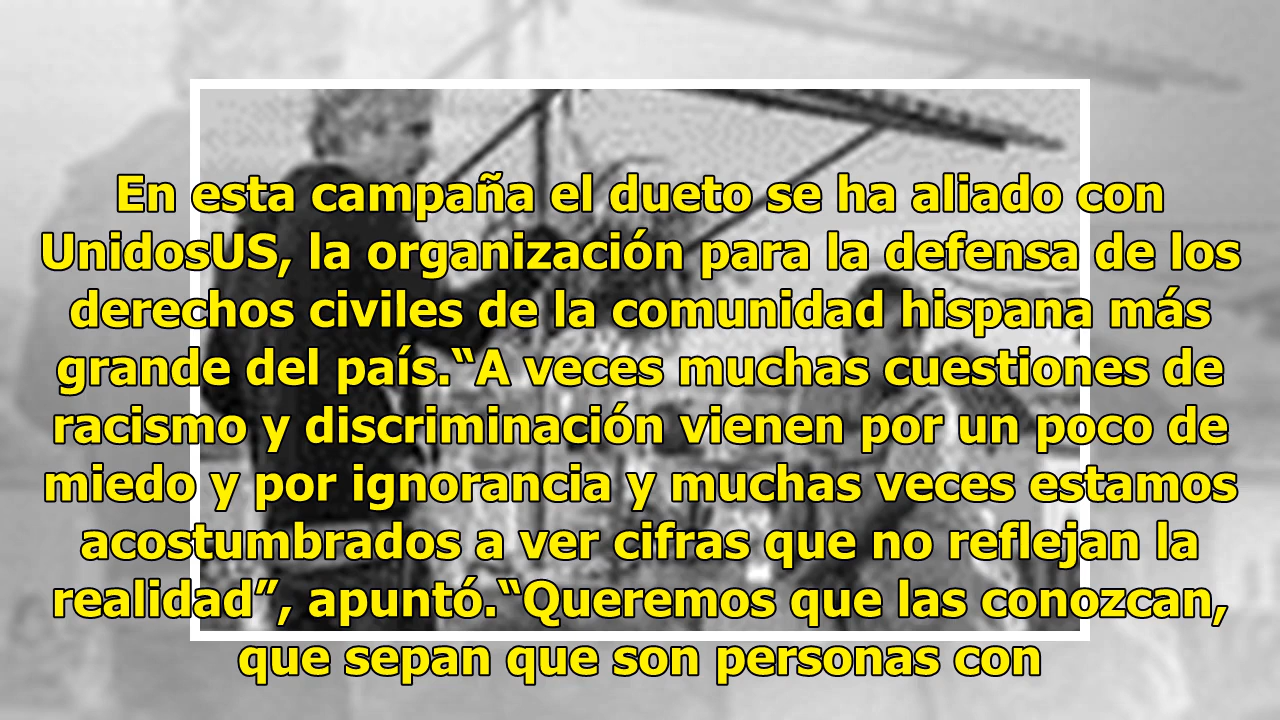 En esta campaña el dueto se ha aliado con
UnidosUS, la organización para la defensa de los
derechos civiles de la comunidad hispana más
grande del país.“A veces muchas cuestiones de
racismo y discriminación vienen por un poco de
miedo y por ignorancia y muchas veces estamos
acostumbrados a ver cifras que no reflejan la
realidad”, apuntó.“Queremos que las conozcan,
que sepan que son personas con